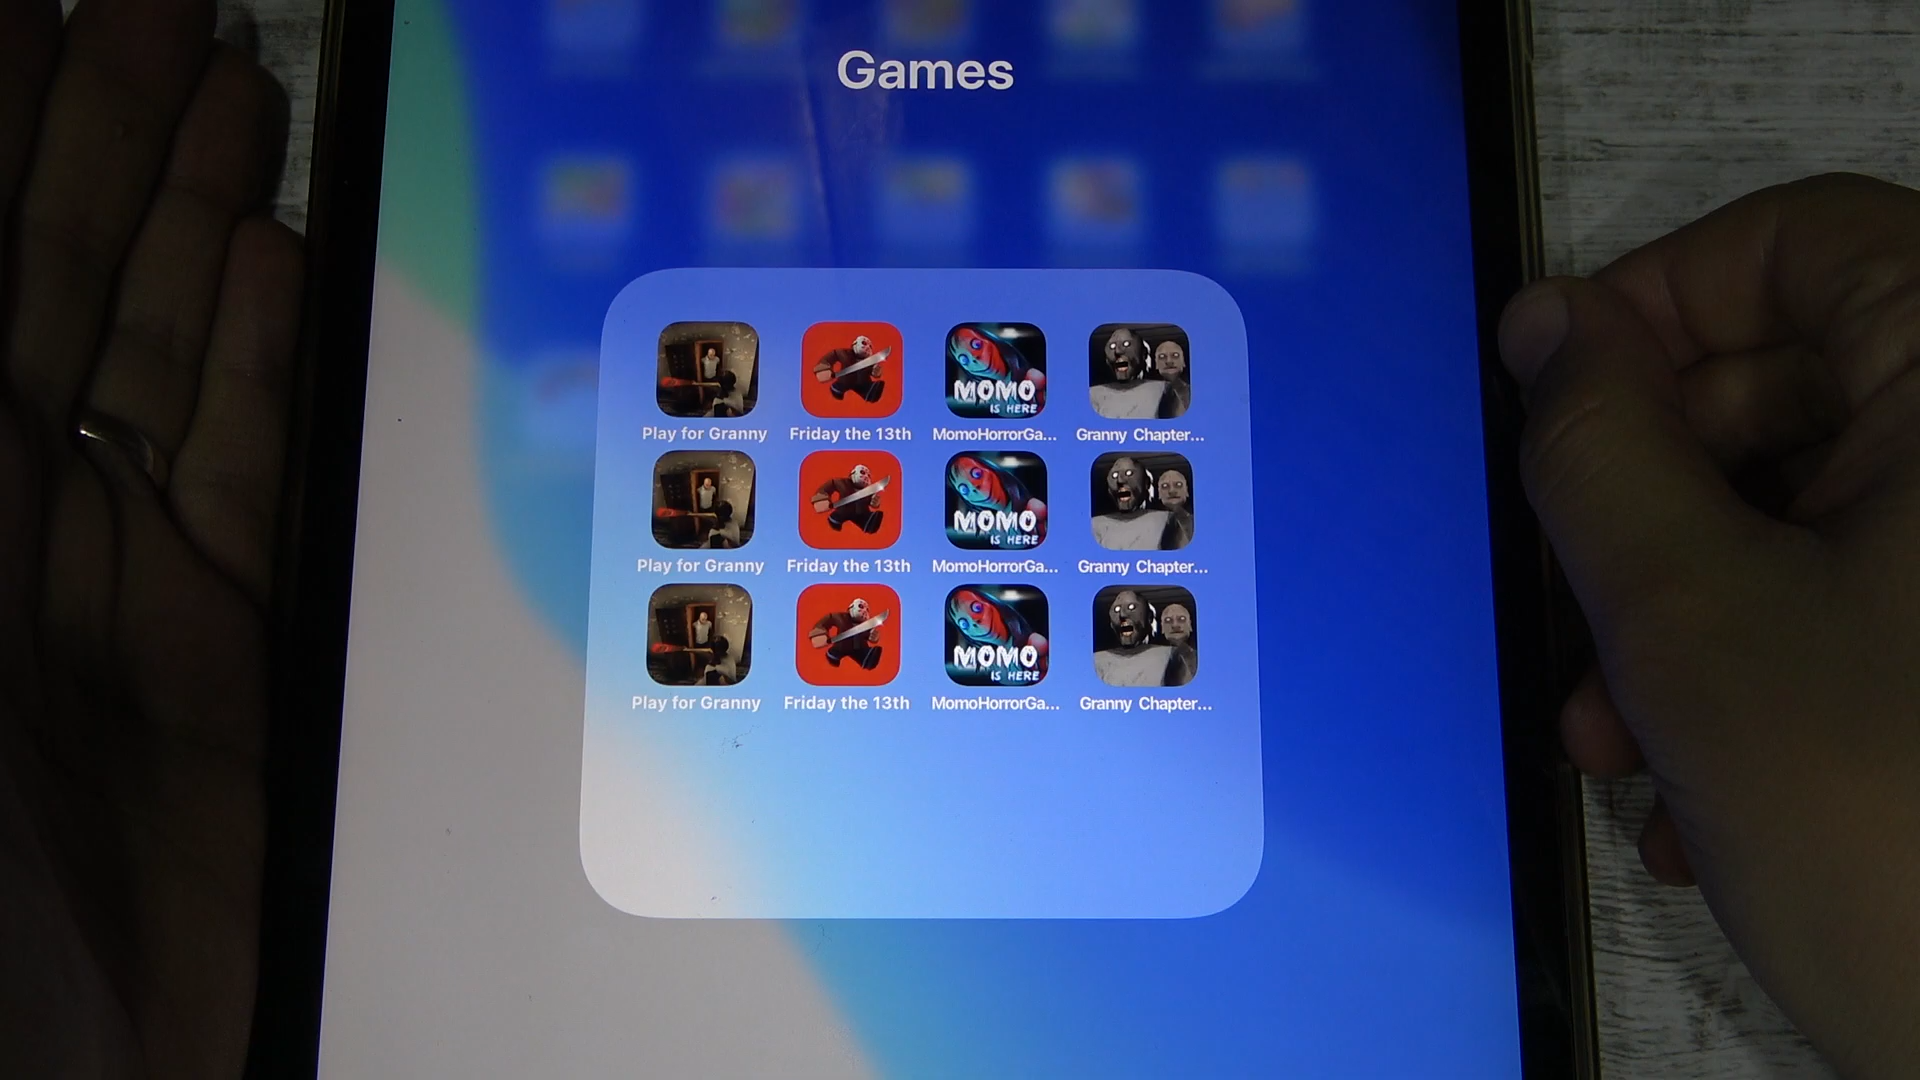 Games
MOMO
IS HERE
Play for Granny Friday the 13th MomoHorrorGa... Granny Chapter...
MOMO
IS HERE
Play for Granny Friday the 13th MomoHorrorGa... Granny Chapter...
MOMO
IS HERE
Play for Granny Friday the 13th MomoHorrorGa... Granny Chapter...